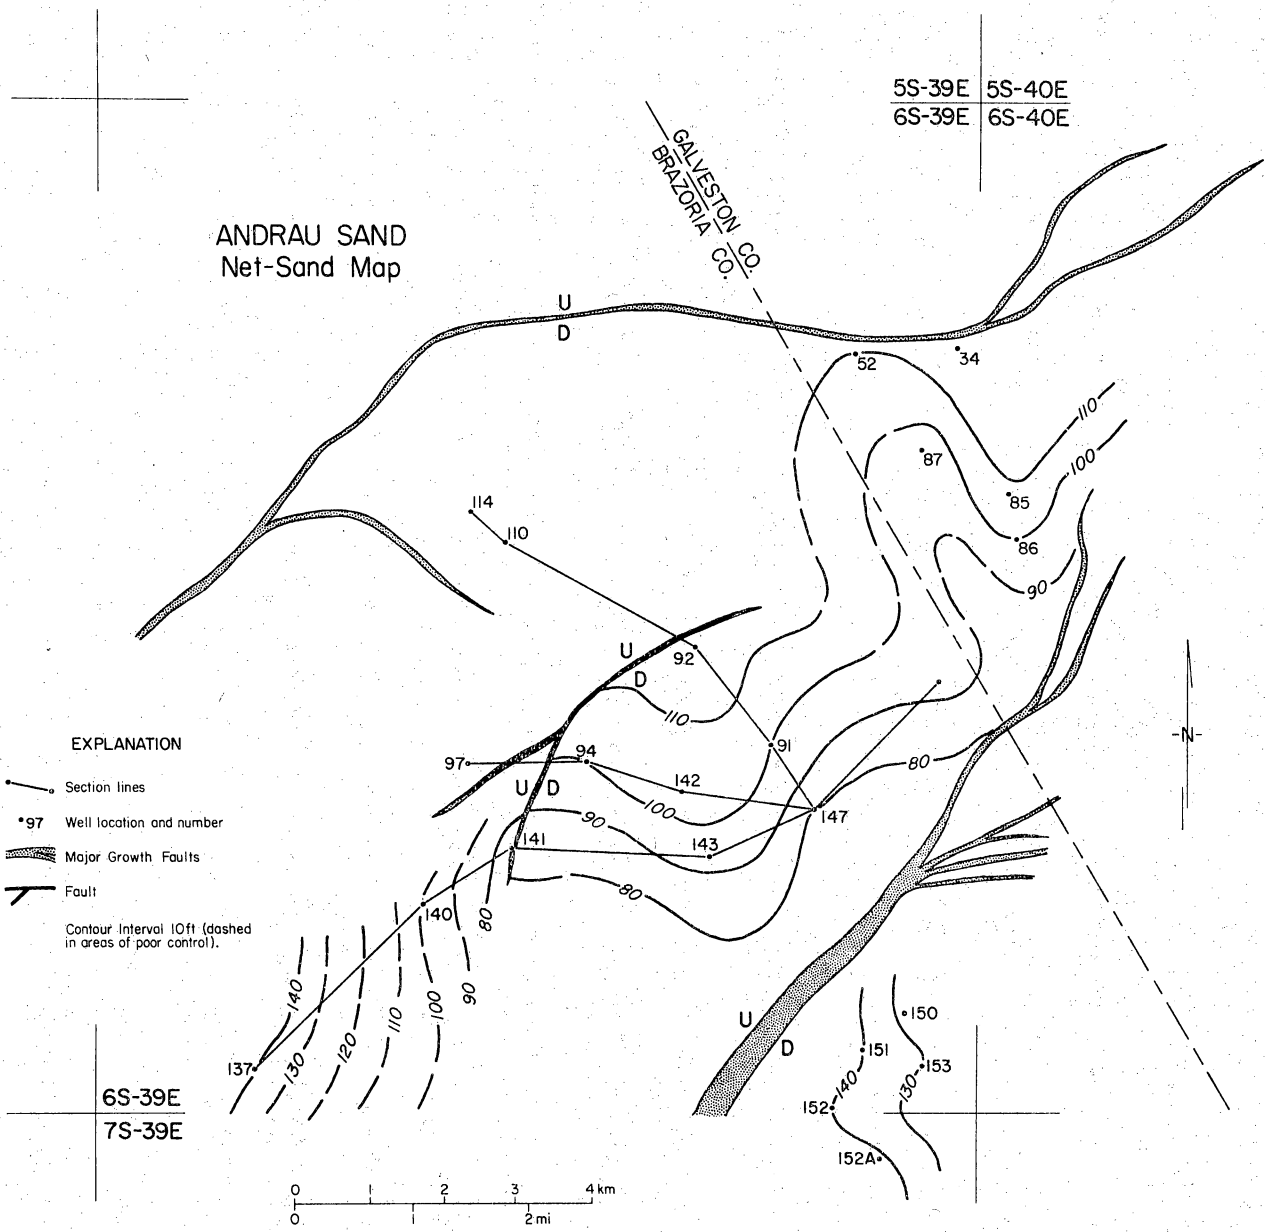 5S-39E 5S-40E
6S-39E 6S-40E
GALVESTON CO.
BRAZORIA CO.
ANDRAU SAND
Net-Sand Map
U
D
52
34
110
100
87
85
86
90
114
110
92
U
D
110
97
94
91
U D
142
100
80
147
90
141
143
80
140
80
90
100
110
120
130
140
137
-N-
EXPLANATION
Section lines
97 Well location and number
Major Growth Faults
Fault
Contour Interval 10ft (dashed
in areas of poor control).
U
D
150
151
153
140
130
152
152A
6S-39E
7S-39E
0 1 2 3 4 km
0 1 2 mi